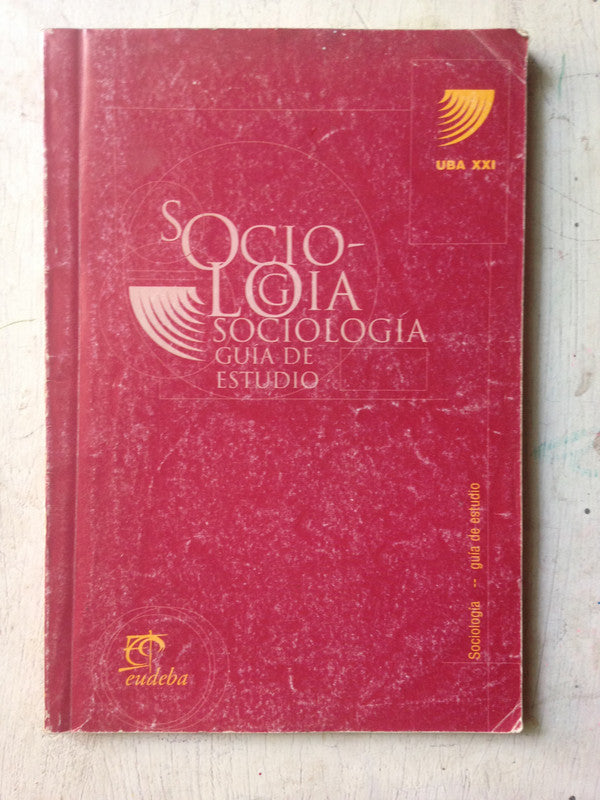 UBA XXI
SOCIO-
LOGIA
SOCIOLOGÍA
GUÍA DE
ESTUDIO
Sociología -- guía de estudio
eudeba